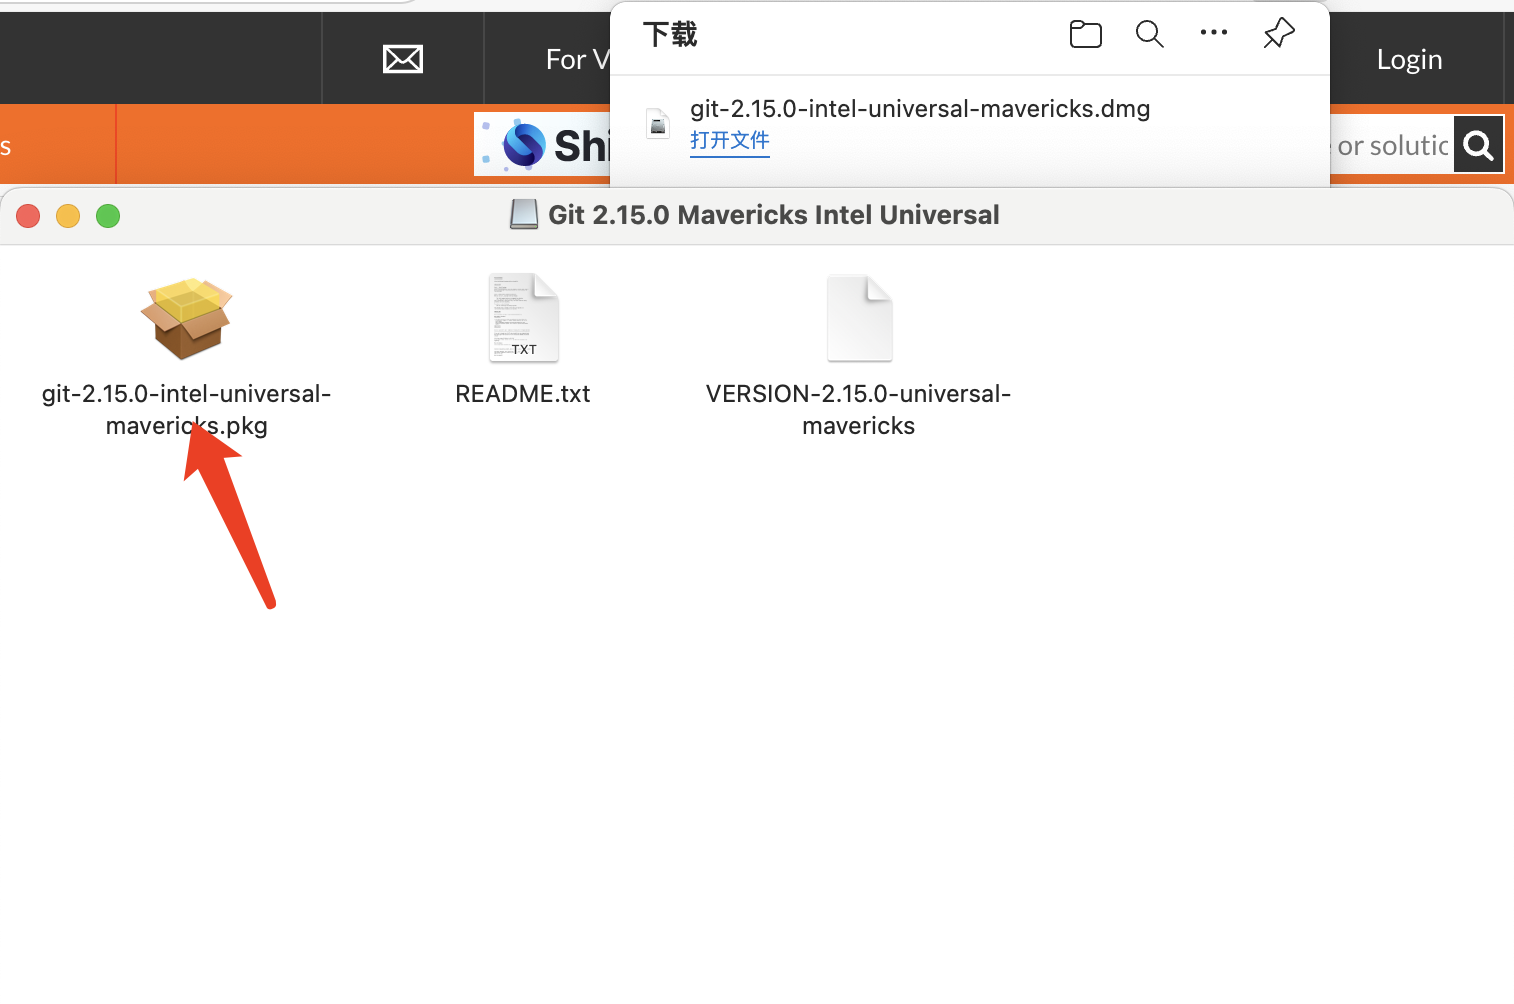 下载
For V
Login
git-2.15.0-intel-universal-mavericks.dmg
打开文件
s
Shi
or solutic
Git 2.15.0 Mavericks Intel Universal
TXT
git-2.15.0-intel-universal-
mavericks.pkg
README.txt
VERSION-2.15.0-universal-
mavericks